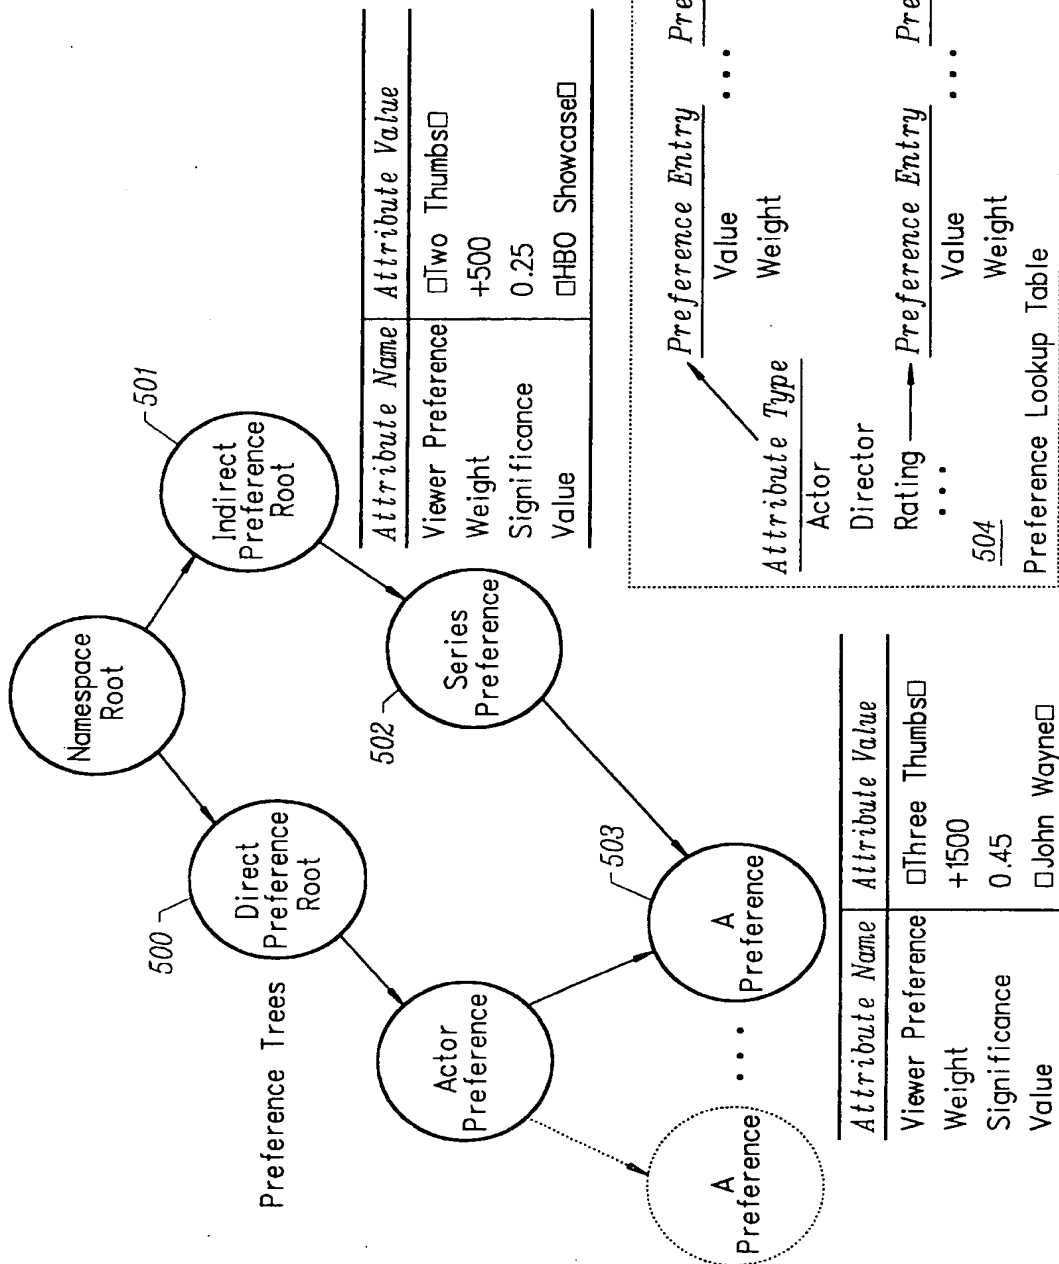 Preference Trees
Namespace
Root
500
Direct
Preference
Root
501
Indirect
Preference
Root
Actor
Preference
502
Series
Preference
503
A
Preference
• • •
A
Preference
Attribute Name Attribute Value
Viewer Preference □Two Thumbs□
Weight +500
Significance 0.25
Value □HBO Showcase□
Attribute Name Attribute Value
Viewer Preference □Three Thumbs□
Weight +1500
Significance 0.45
Value □John Wayne□
Attribute Type
Actor
Director
Rating
• • •
Preference Entry
Value
Weight
• • •
Preference Entry
Value
Weight
• • •
504
Preference Lookup Table